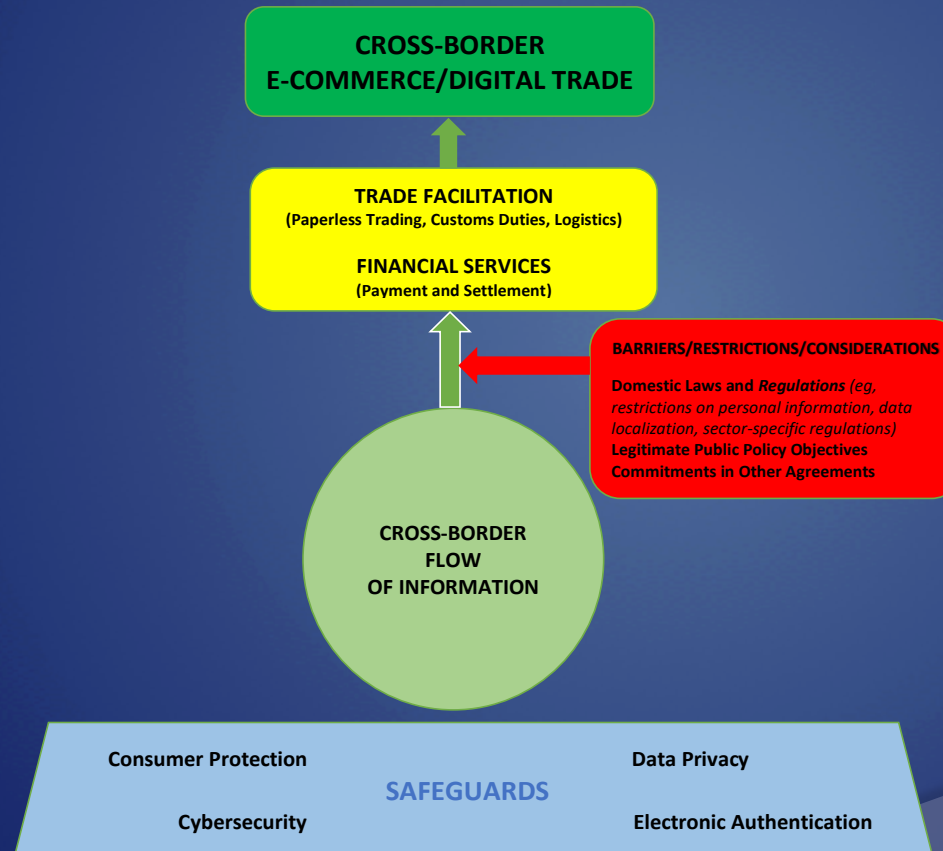 CROSS-BORDER
E-COMMERCE/DIGITAL TRADE
TRADE FACILITATION
(Paperless Trading, Customs Duties, Logistics)
FINANCIAL SERVICES
(Payment and Settlement)
BARRIERS/RESTRICTIONS/CONSIDERATIONS
Domestic Laws and Regulations (eg,
restrictions on personal information, data
localization, sector-specific regulations)
Legitimate Public Policy Objectives
Commitments in Other Agreements
CROSS-BORDER
FLOW
OF INFORMATION
Consumer Protection
Data Privacy
SAFEGUARDS
Cybersecurity
Electronic Authentication